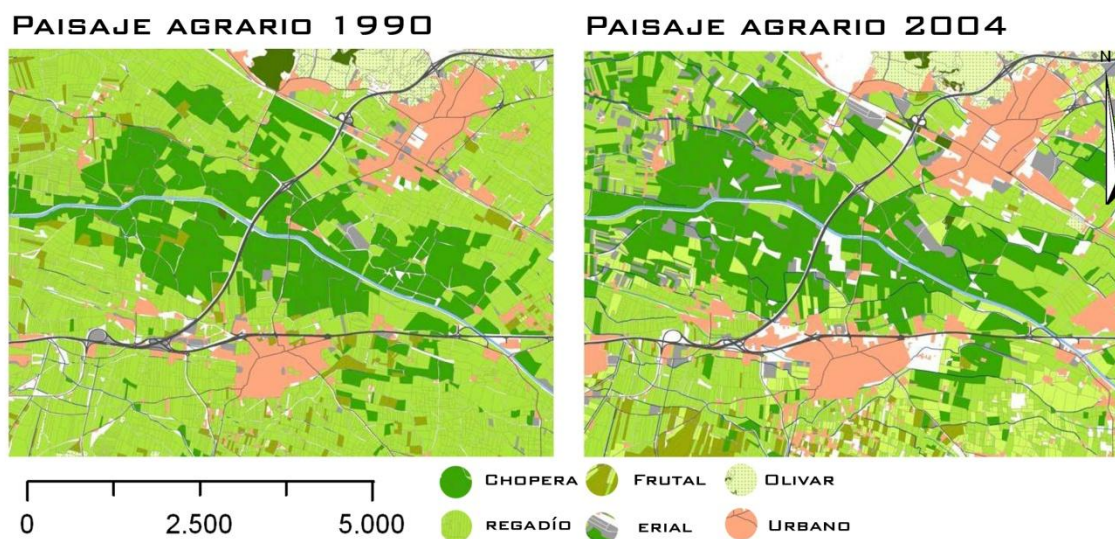 PAISAJE AGRARIO 1990
PAISAJE AGRARIO 2004
N
0 2.500 5.000
CHOPERA FRUTAL OLIVAR
REGADÍO ERIAL URBANO